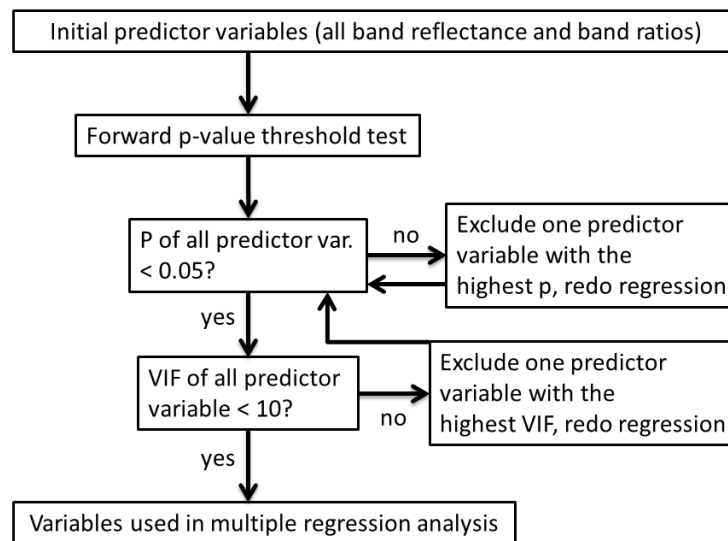 Initial predictor variables (all band reflectance and band ratios)
Forward p-value threshold test
P of all predictor var.
< 0.05?
no
Exclude one predictor
variable with the
highest p, redo regression
yes
VIF of all predictor
variable < 10?
no
Exclude one predictor
variable with the
highest VIF, redo regression
yes
Variables used in multiple regression analysis